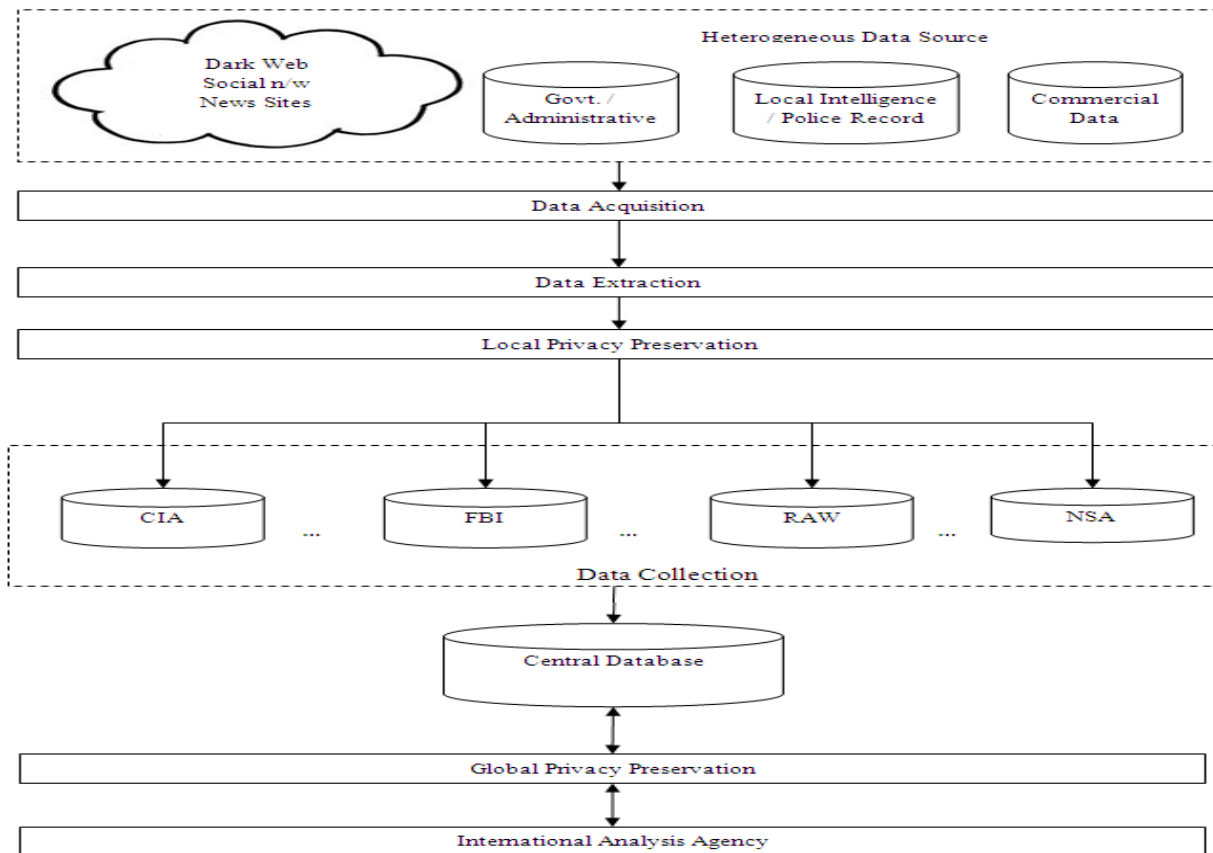 Heterogeneous Data Source
Dark Web
Social n/w
News Sites
Govt. /
Administrative
Local Intelligence
/ Police Record
Commercial
Data
Data Acquisition
Data Extraction
Local Privacy Preservation
CIA
...
FBI
...
RAW
...
NSA
Data Collection
Central Database
Global Privacy Preservation
International Analysis Agency